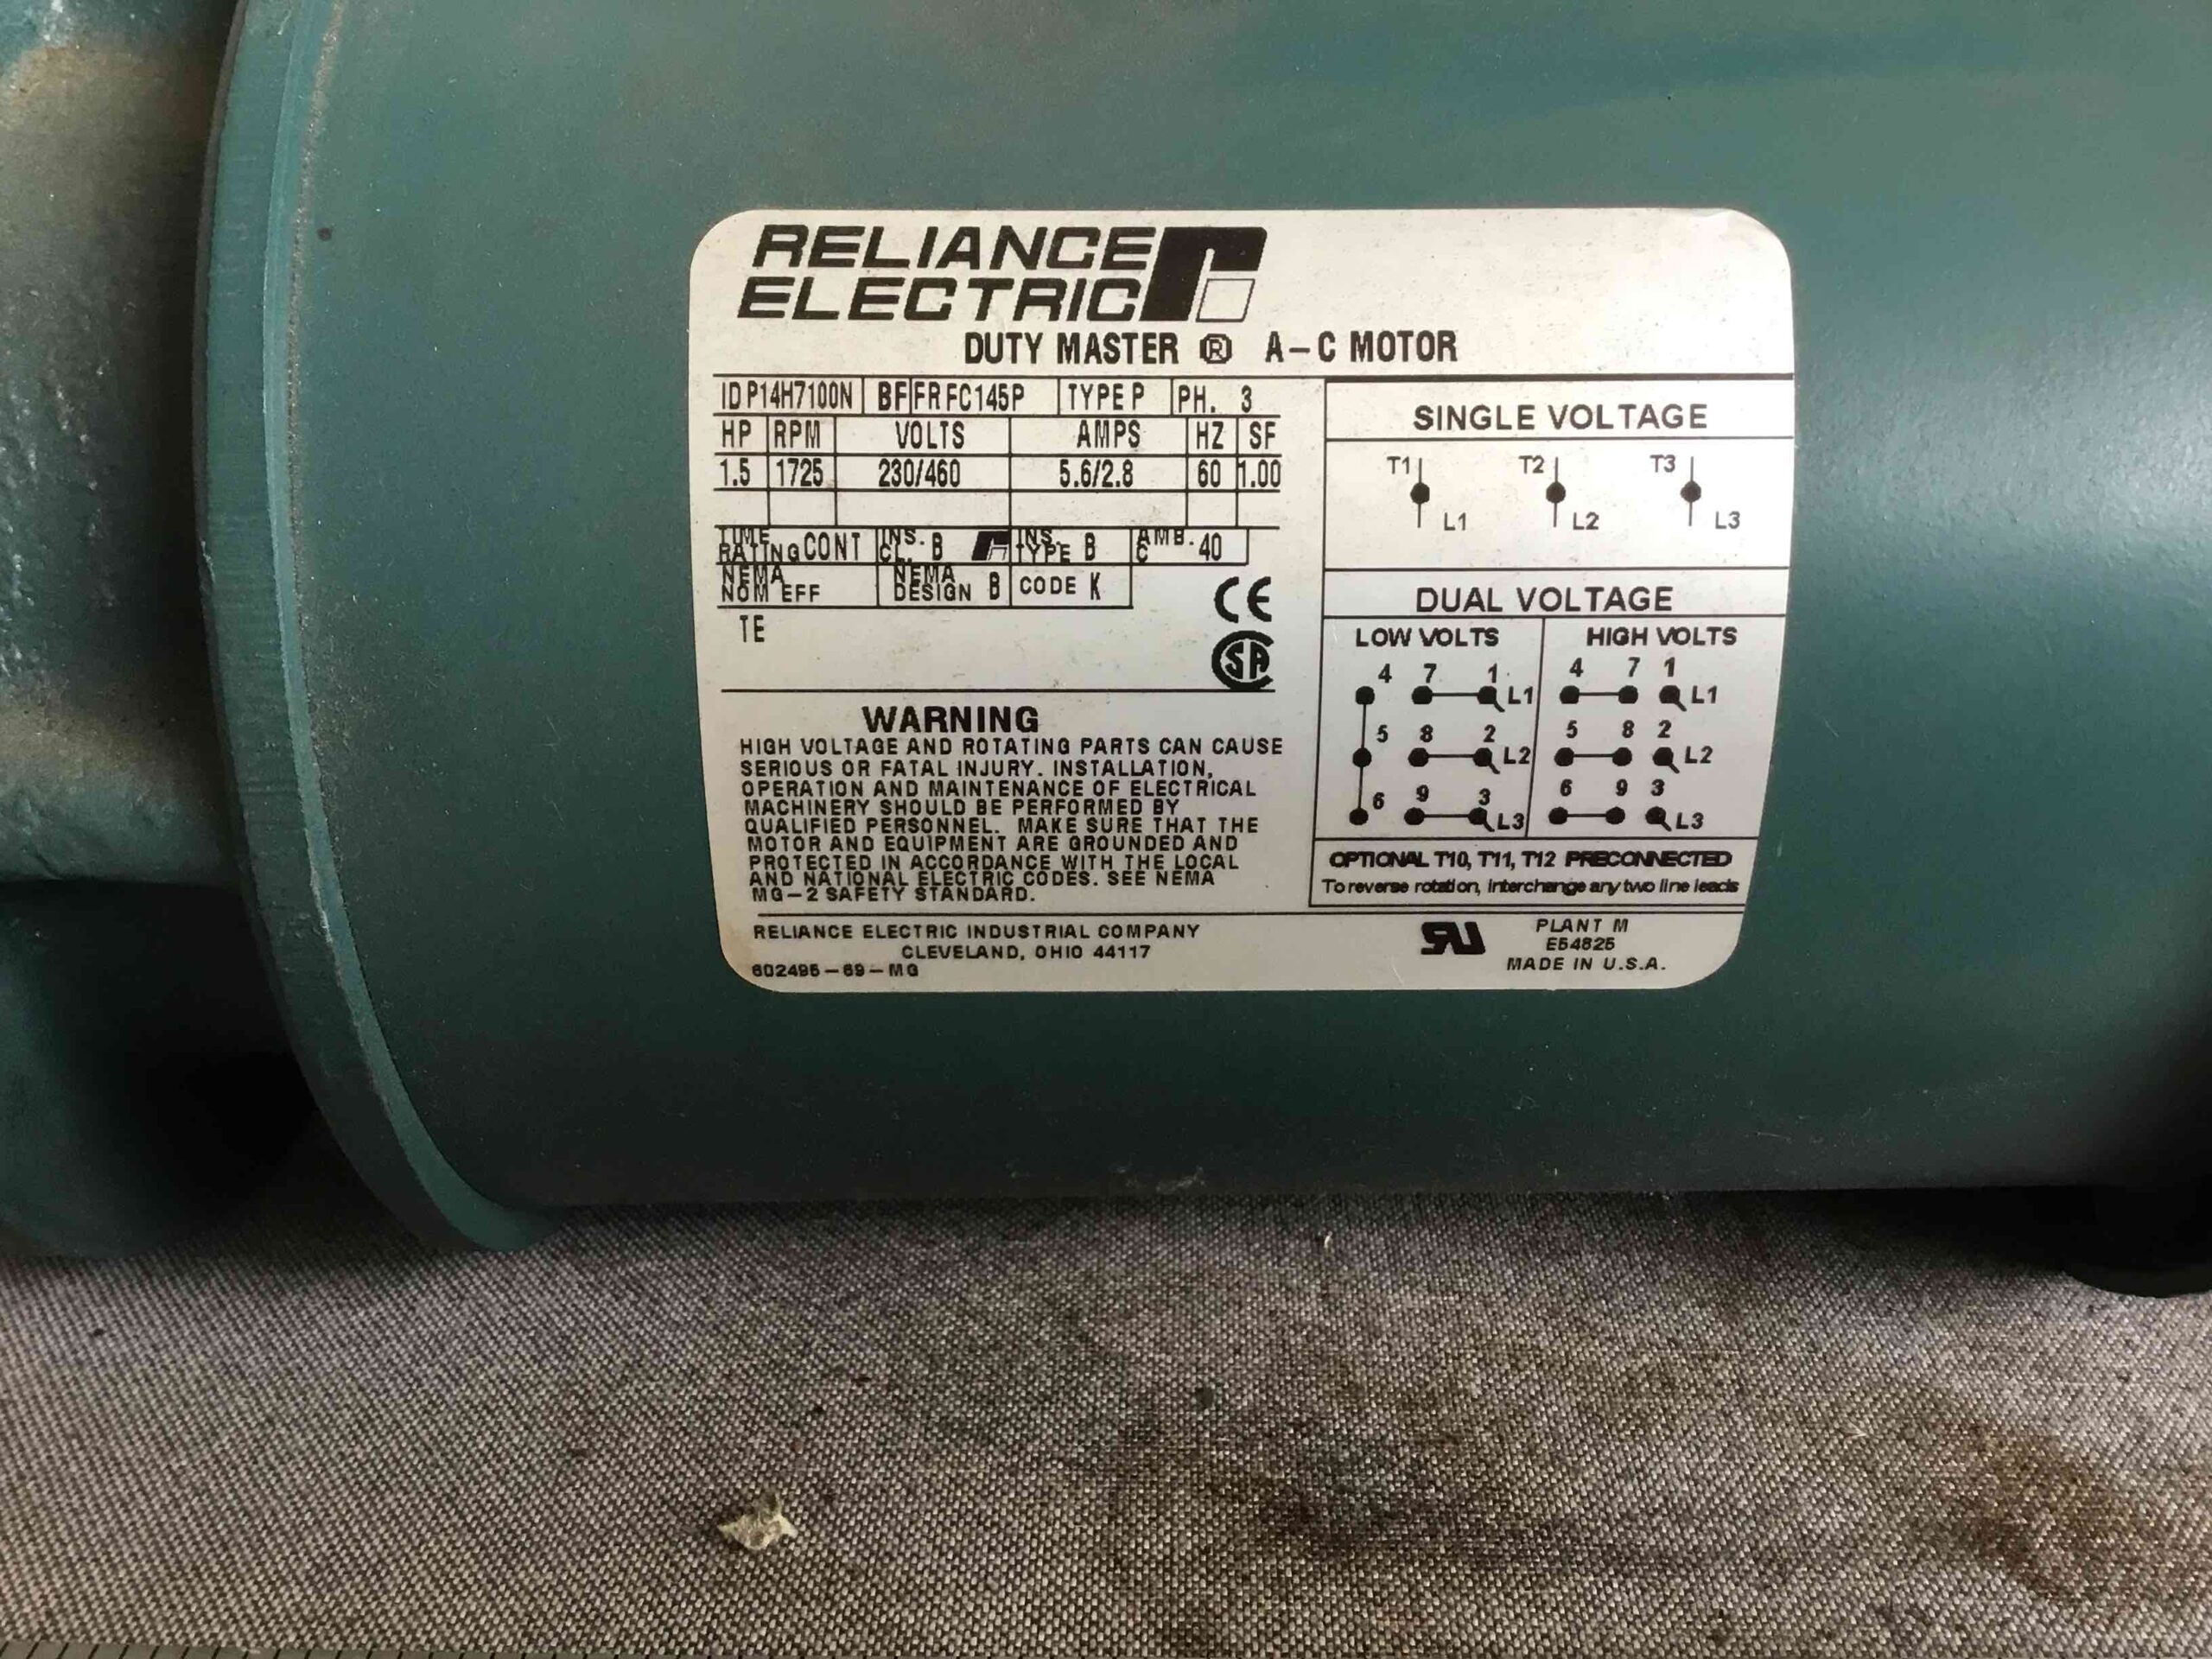 RELIANCE
ELECTRIC
DUTY MASTER ® A-C MOTOR
ID P14H7100N BF FR FC145P TYPE P PH. 3
HP RPM VOLTS AMPS HZ SF
1.5 1725 230/460 5.6/2.8 60 1.00
TIME RATING CONT INS. CL. B INS. TYPE B AMB. C 40
NEMA NOM EFF NEMA DESIGN B CODE K
TE
CE
SA
WARNING
HIGH VOLTAGE AND ROTATING PARTS CAN CAUSE
SERIOUS OR FATAL INJURY. INSTALLATION,
OPERATION AND MAINTENANCE OF ELECTRICAL
MACHINERY SHOULD BE PERFORMED BY
QUALIFIED PERSONNEL. MAKE SURE THAT THE
MOTOR AND EQUIPMENT ARE GROUNDED AND
PROTECTED IN ACCORDANCE WITH THE LOCAL
AND NATIONAL ELECTRIC CODES. SEE NEMA
MG-2 SAFETY STANDARD.
SINGLE VOLTAGE
T1 T2 T3
L1 L2 L3
DUAL VOLTAGE
LOW VOLTS HIGH VOLTS
4 7 1 4 7 1
L1 L1
5 8 2 5 8 2
L2 L2
6 9 3 6 9 3
L3 L3
OPTIONAL T10, T11, T12 PRECONNECTED
To reverse rotation, interchange any two line leads
RELIANCE ELECTRIC INDUSTRIAL COMPANY
CLEVELAND, OHIO 44117
602495-69-MG
PLANT M
E54825
MADE IN U.S.A.